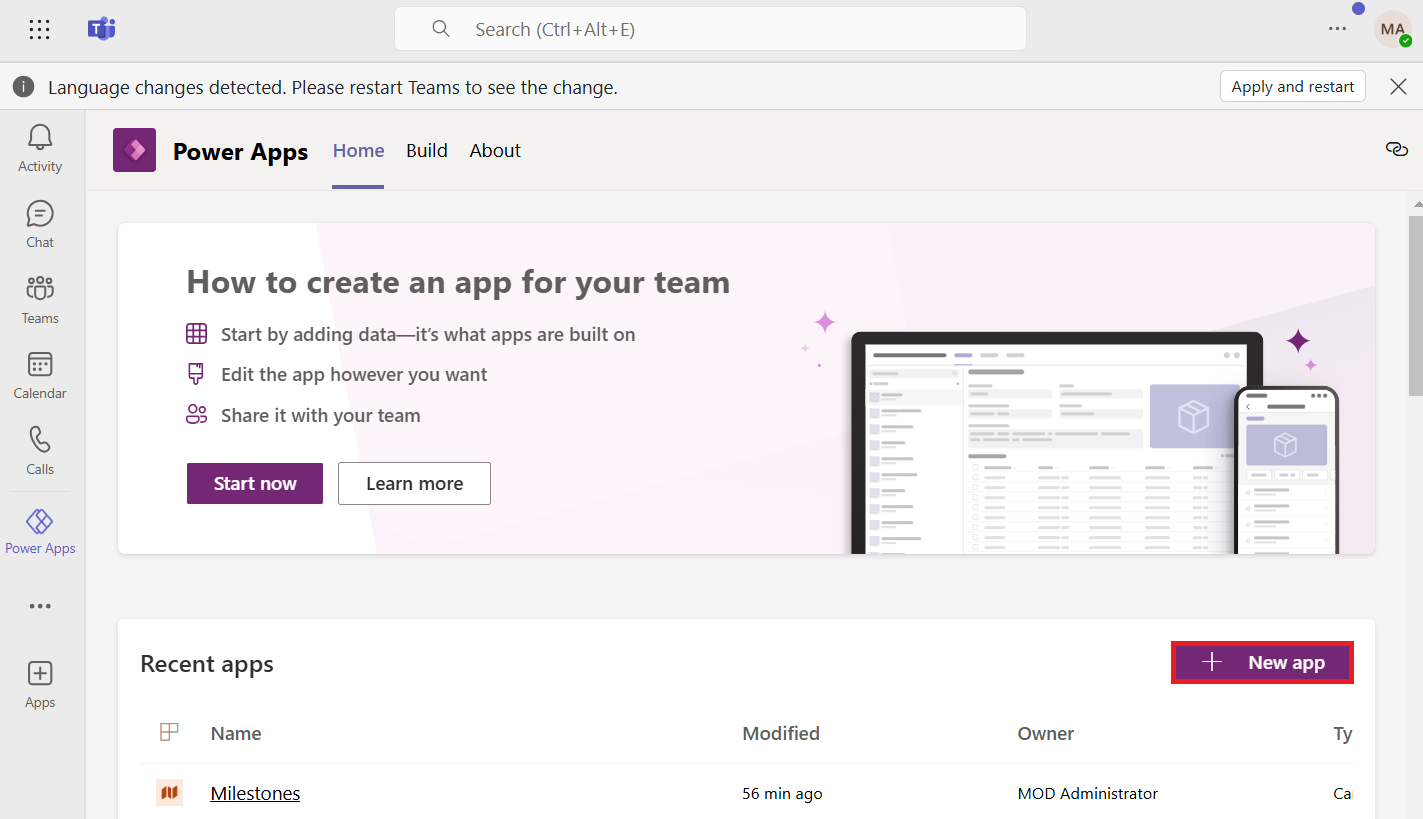 Search (Ctrl+Alt+E)
MA
Language changes detected. Please restart Teams to see the change.
Apply and restart
Activity
Chat
Teams
Calendar
Calls
Power Apps
Apps
Power Apps
Home
Build
About
How to create an app for your team
Start by adding data—it's what apps are built on
Edit the app however you want
Share it with your team
Start now
Learn more
Recent apps
New app
Name
Modified
Owner
Ty
Milestones
56 min ago
MOD Administrator
Ca